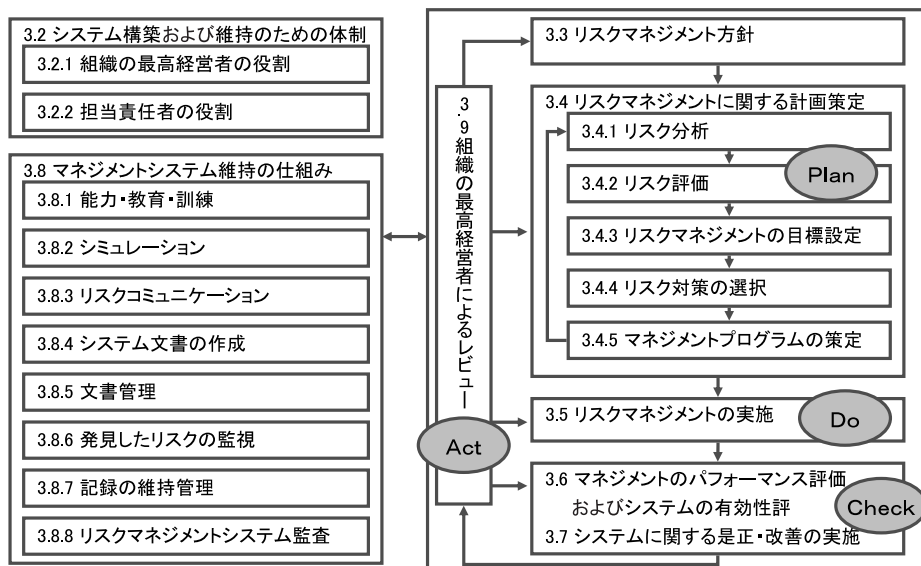 3.2 システム構築および維持のための体制
3.2.1 組織の最高経営者の役割
3.2.2 担当責任者の役割
3.8 マネジメントシステム維持の仕組み
3.8.1 能力・教育・訓練
3.8.2 シミュレーション
3.8.3 リスクコミュニケーション
3.8.4 システム文書の作成
3.8.5 文書管理
3.8.6 発見したリスクの監視
3.8.7 記録の維持管理
3.8.8 リスクマネジメントシステム監査
3.9 組織の最高経営者によるレビュー
Act
3.3 リスクマネジメント方針
3.4 リスクマネジメントに関する計画策定
3.4.1 リスク分析
Plan
3.4.2 リスク評価
3.4.3 リスクマネジメントの目標設定
3.4.4 リスク対策の選択
3.4.5 マネジメントプログラムの策定
3.5 リスクマネジメントの実施
Do
3.6 マネジメントのパフォーマンス評価
およびシステムの有効性評
Check
3.7 システムに関する是正・改善の実施